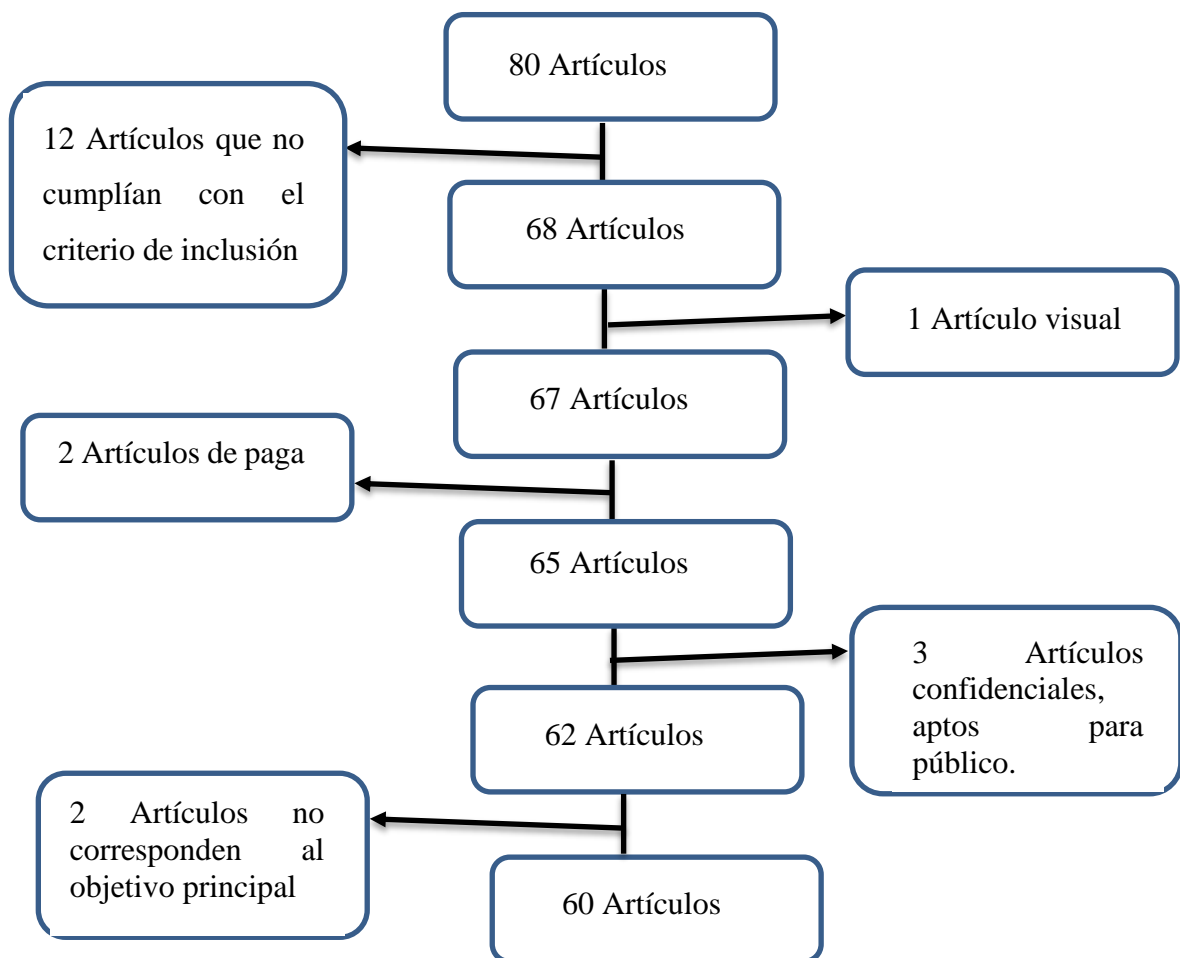 80 Artículos
12 Artículos que no
cumplían con el
criterio de inclusión
68 Artículos
1 Artículo visual
67 Artículos
2 Artículos de paga
65 Artículos
3 Artículos
confidenciales,
aptos para
público.
62 Artículos
2 Artículos no
corresponden al
objetivo principal
60 Artículos